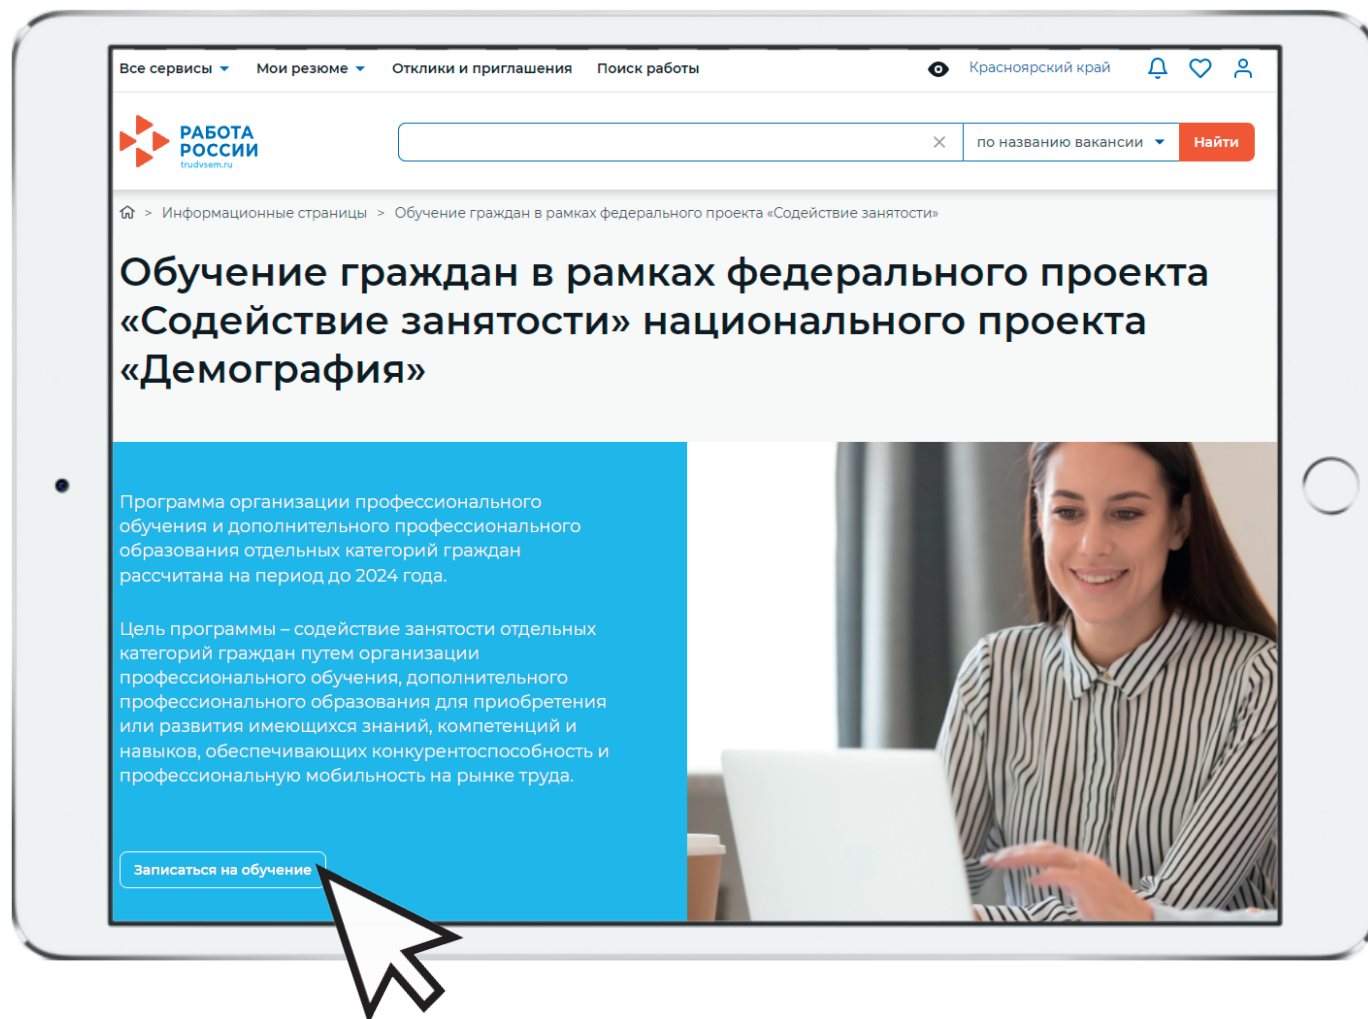 Все сервисы Мои резюме Отклики и приглашения Поиск работы Красноярский край
РАБОТА
РОССИИ
trudvsem.ru
по названию вакансии Найти
> Информационные страницы > Обучение граждан в рамках федерального проекта «Содействие занятости»
Обучение граждан в рамках федерального проекта
«Содействие занятости» национального проекта
«Демография»
Программа организации профессионального
обучения и дополнительного профессионального
образования отдельных категорий граждан
рассчитана на период до 2024 года.
Цель программы – содействие занятости отдельных
категорий граждан путем организации
профессионального обучения, дополнительного
профессионального образования для приобретения
или развития имеющихся знаний, компетенций и
навыков, обеспечивающих конкурентоспособность и
профессиональную мобильность на рынке труда.
Записаться на обучение